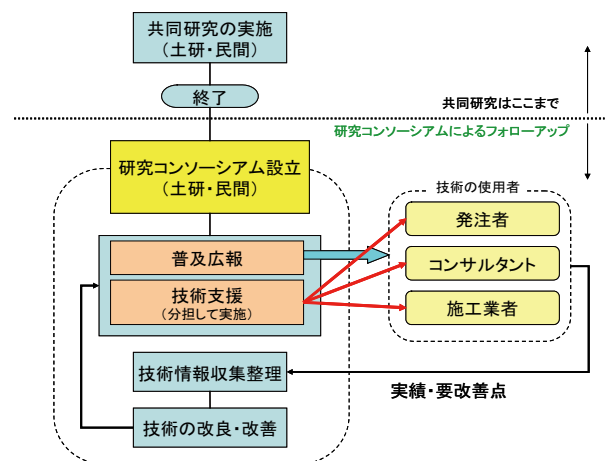 共同研究の実施
(土研・民間)
終了
共同研究はここまで
研究コンソーシアムによるフォローアップ
研究コンソーシアム設立
(土研・民間)
技術の使用者
発注者
普及広報
コンサルタント
技術支援
(分担して実施)
施工業者
技術情報収集整理
実績・要改善点
技術の改良・改善